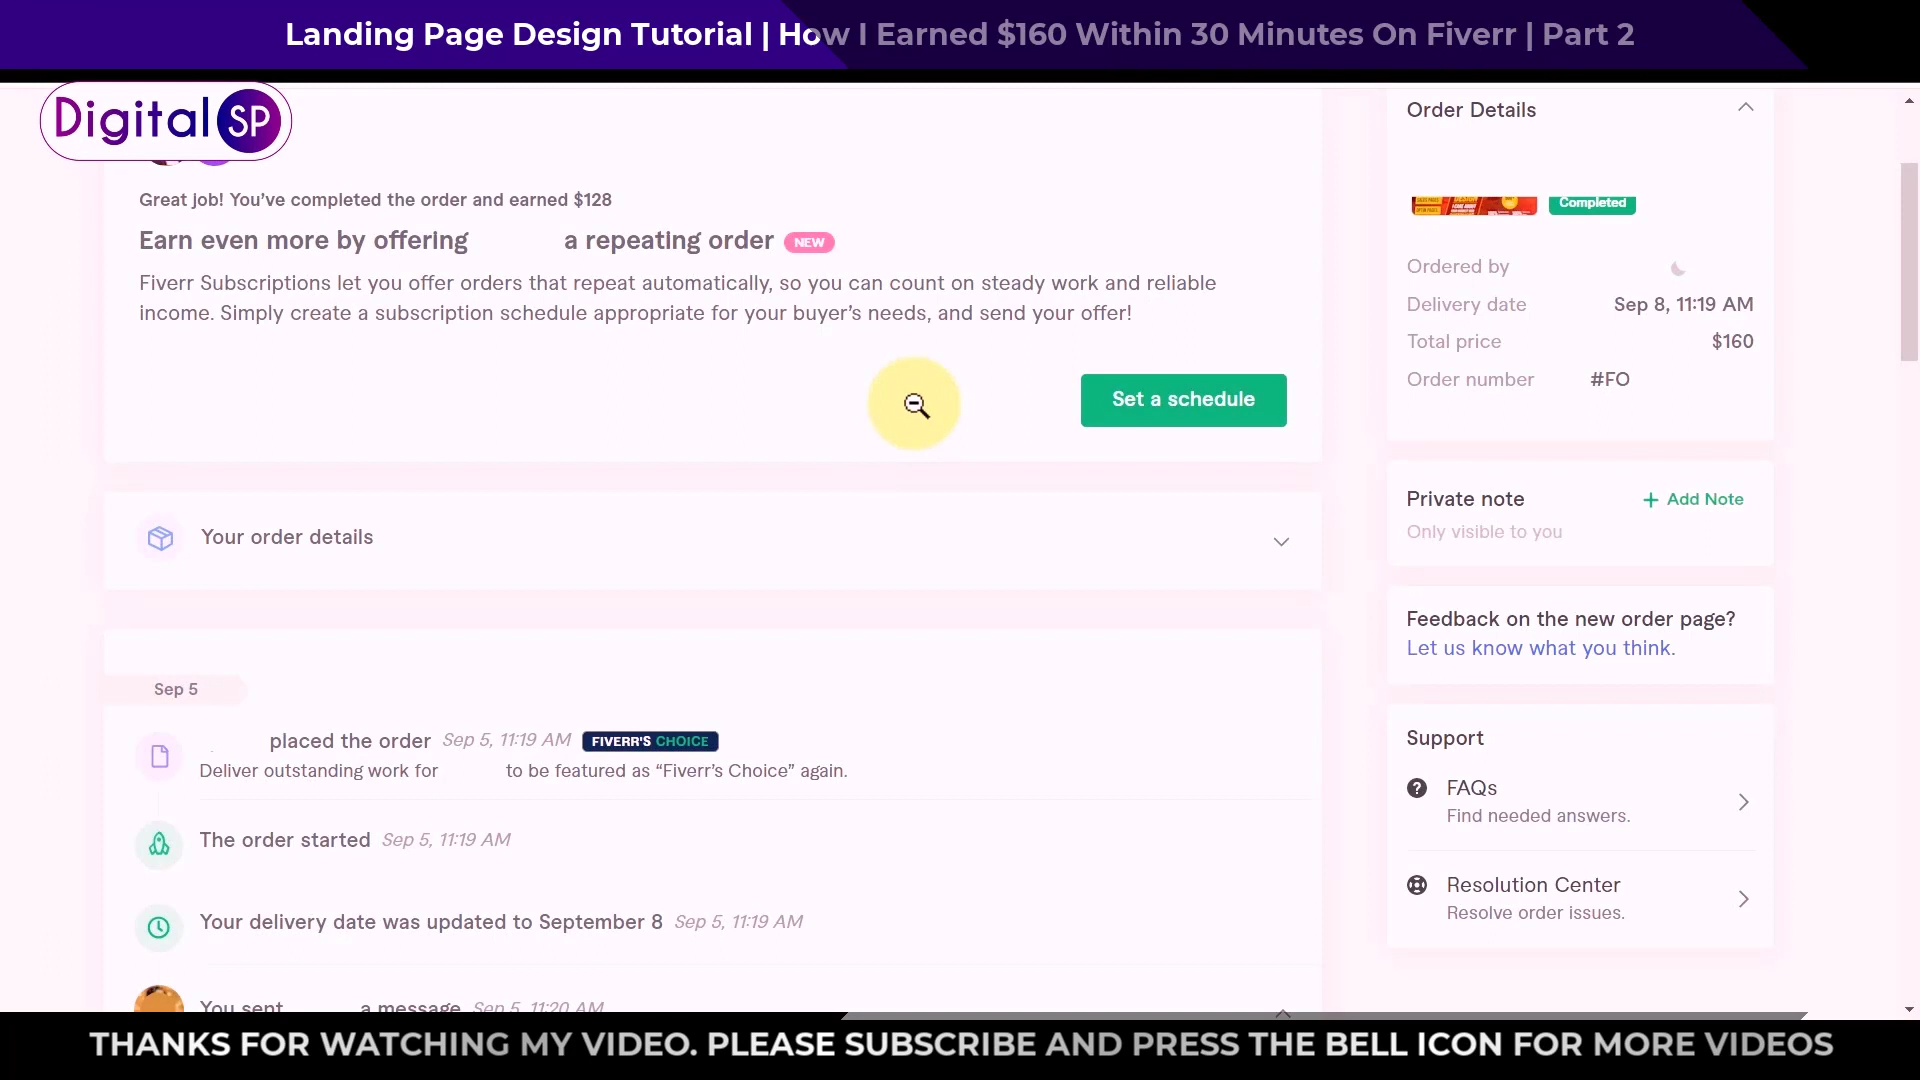 Landing Page Design Tutorial | How I Earned $160 Within 30 Minutes On Fiverr | Part 2
Digital SP
Great job! You've completed the order and earned $128
Earn even more by offering a repeating order NEW
Fiverr Subscriptions let you offer orders that repeat automatically, so you can count on steady work and reliable
income. Simply create a subscription schedule appropriate for your buyer's needs, and send your offer!
Set a schedule
Your order details
Sep 5
placed the order Sep 5, 11:19 AM FIVERR'S CHOICE
Deliver outstanding work for to be featured as “Fiverr's Choice” again.
The order started Sep 5, 11:19 AM
Your delivery date was updated to September 8 Sep 5, 11:19 AM
You sent a message Sep 5, 11:20 AM
Order Details
Completed
Ordered by
Delivery date Sep 8, 11:19 AM
Total price $160
Order number #FO
Private note + Add Note
Only visible to you
Feedback on the new order page?
Let us know what you think.
Support
FAQs
Find needed answers.
Resolution Center
Resolve order issues.
THANKS FOR WATCHING MY VIDEO. PLEASE SUBSCRIBE AND PRESS THE BELL ICON FOR MORE VIDEOS